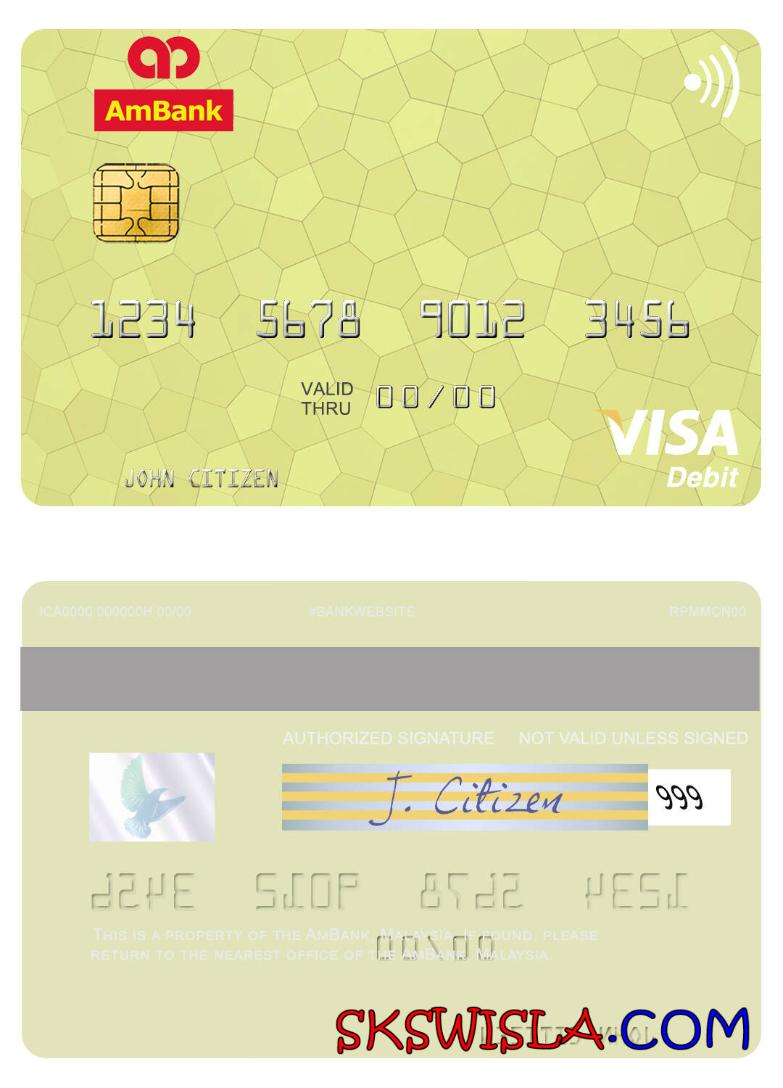 AmBank
1234 5678 9012 3456
VALID THRU 00/00
VISA
Debit
JOHN CITIZEN
ICA0000 000000H 00/00 #BANKWEBSITE RPMMCN00
AUTHORIZED SIGNATURE NOT VALID UNLESS SIGNED
J. Citizen 999
THIS IS A PROPERTY OF THE AMBANK, MALAYSIA. IF FOUND, PLEASE
RETURN TO THE NEAREST OFFICE OF THE AMBANK, MALAYSIA.
SKSWISLA.COM